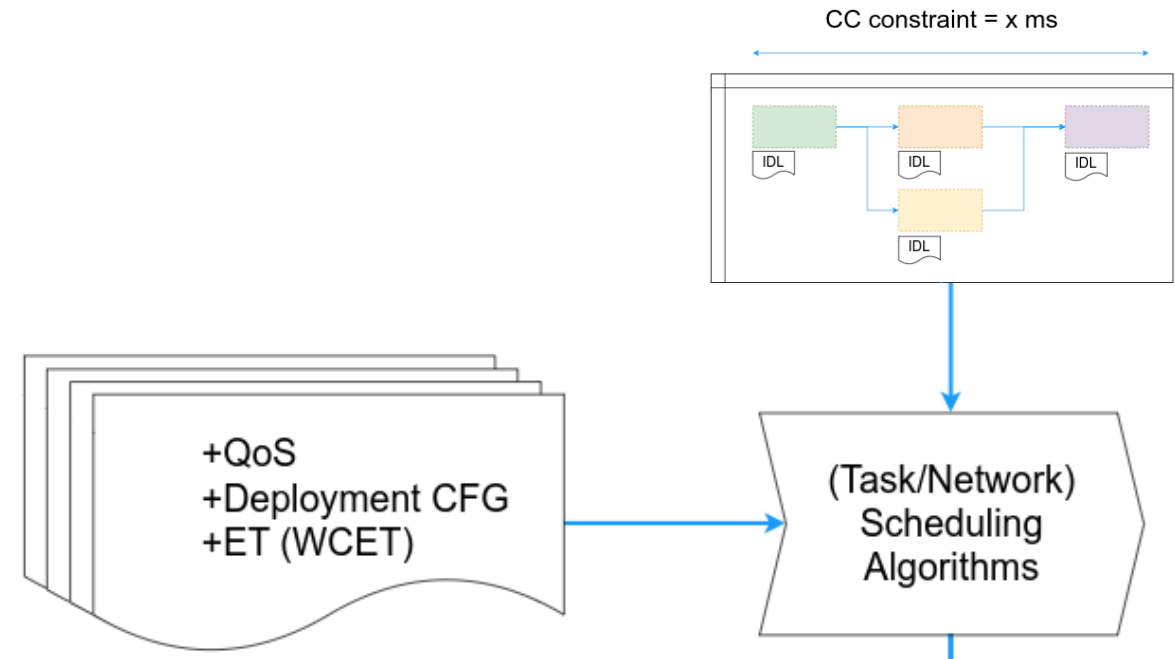 CC constraint = x ms
IDL
IDL
IDL
IDL
+QoS
+Deployment CFG
+ET (WCET)
(Task/Network)
Scheduling
Algorithms